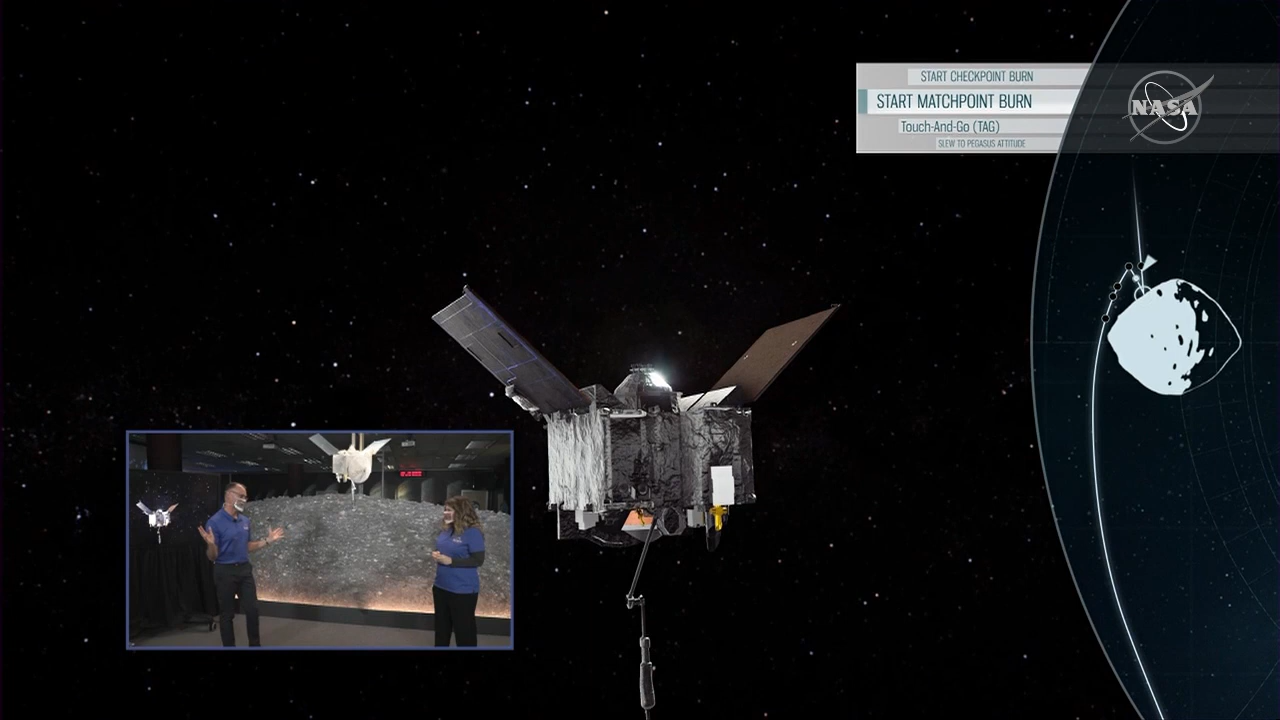 START CHECKPOINT BURN
START MATCHPOINT BURN
Touch-And-Go (TAG)
SLEW TO PEGASUS ATTITUDE
NASA